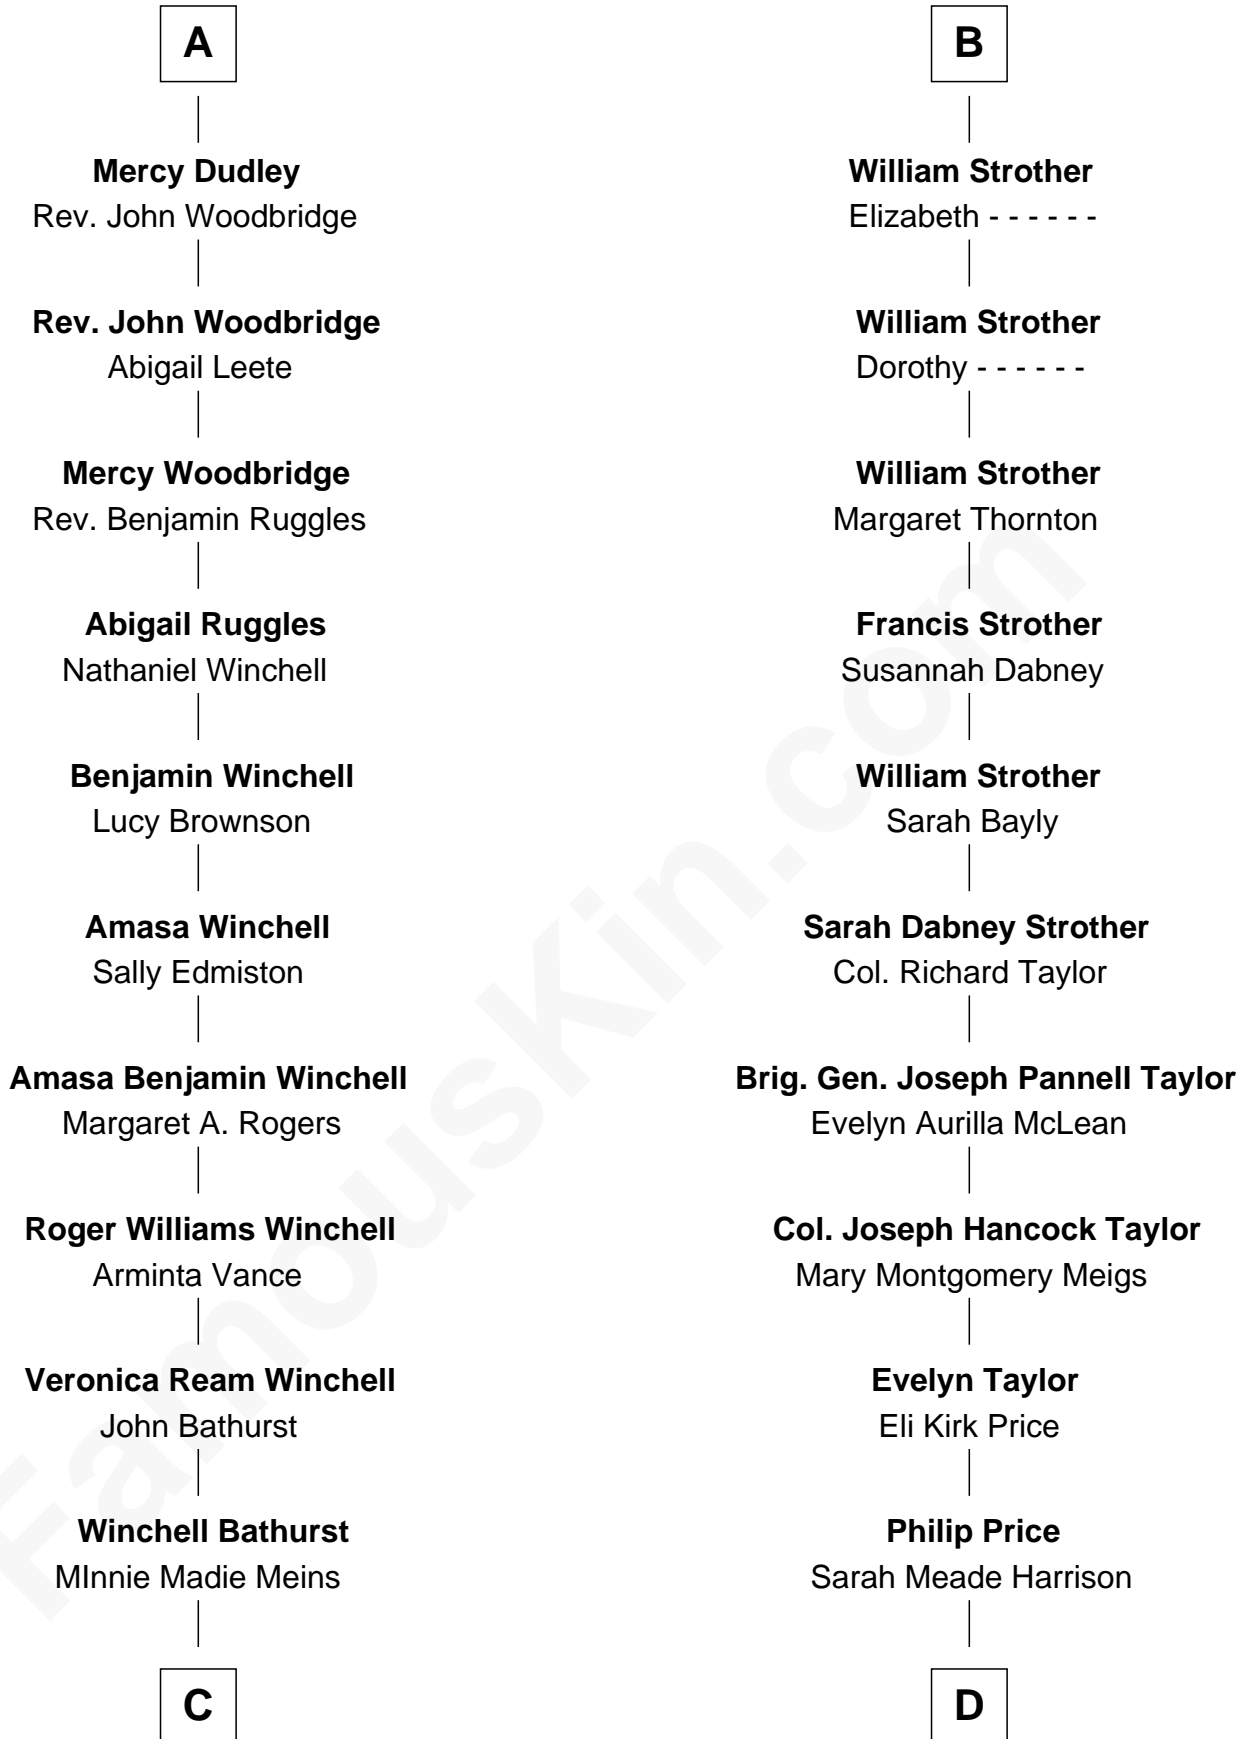 A
Mercy Dudley
Rev. John Woodbridge
Rev. John Woodbridge
Abigail Leete
Mercy Woodbridge
Rev. Benjamin Ruggles
Abigail Ruggles
Nathaniel Winchell
Benjamin Winchell
Lucy Brownson
Amasa Winchell
Sally Edmiston
Amasa Benjamin Winchell
Margaret A. Rogers
Roger Williams Winchell
Arminta Vance
Veronica Ream Winchell
John Bathurst
Winchell Bathurst
MInnie Madie Meins
C
B
William Strother
Elizabeth - - - - - -
William Strother
Dorothy - - - - - -
William Strother
Margaret Thornton
Francis Strother
Susannah Dabney
William Strother
Sarah Bayly
Sarah Dabney Strother
Col. Richard Taylor
Brig. Gen. Joseph Pannell Taylor
Evelyn Aurilla McLean
Col. Joseph Hancock Taylor
Mary Montgomery Meigs
Evelyn Taylor
Eli Kirk Price
Philip Price
Sarah Meade Harrison
D
FamousKin.com